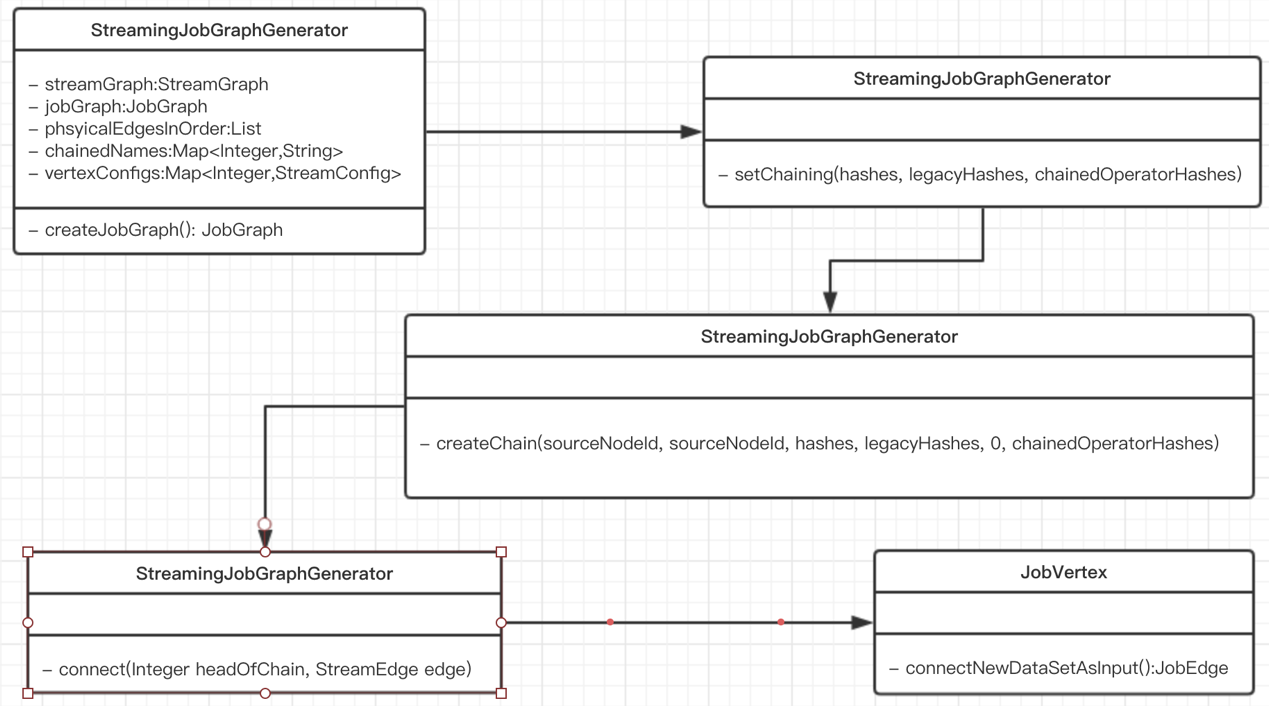 StreamingJobGraphGenerator
– streamGraph:StreamGraph
– jobGraph:JobGraph
– phsyicalEdgesInOrder:List
– chainedNames:Map<Integer,String>
– vertexConfigs:Map<Integer,StreamConfig>
– createJobGraph(): JobGraph
StreamingJobGraphGenerator
– setChaining(hashes, legacyHashes, chainedOperatorHashes)
StreamingJobGraphGenerator
– createChain(sourceNodeId, sourceNodeId, hashes, legacyHashes, 0, chainedOperatorHashes)
StreamingJobGraphGenerator
– connect(Integer headOfChain, StreamEdge edge)
JobVertex
– connectNewDataSetAsInput():JobEdge